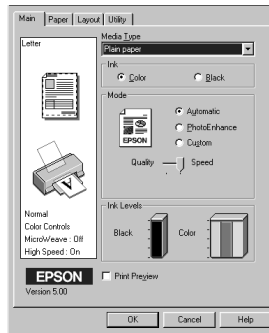 Main Paper Layout Utility
Letter
Media Type
Plain paper
Ink
Color Black
Mode
EPSON
Automatic
PhotoEnhance
Custom
Quality Speed
Normal
Color Controls
MicroWeave : Off
High Speed : On
Ink Levels
Black Color
EPSON
Version 5.00
Print Preview
OK Cancel Help